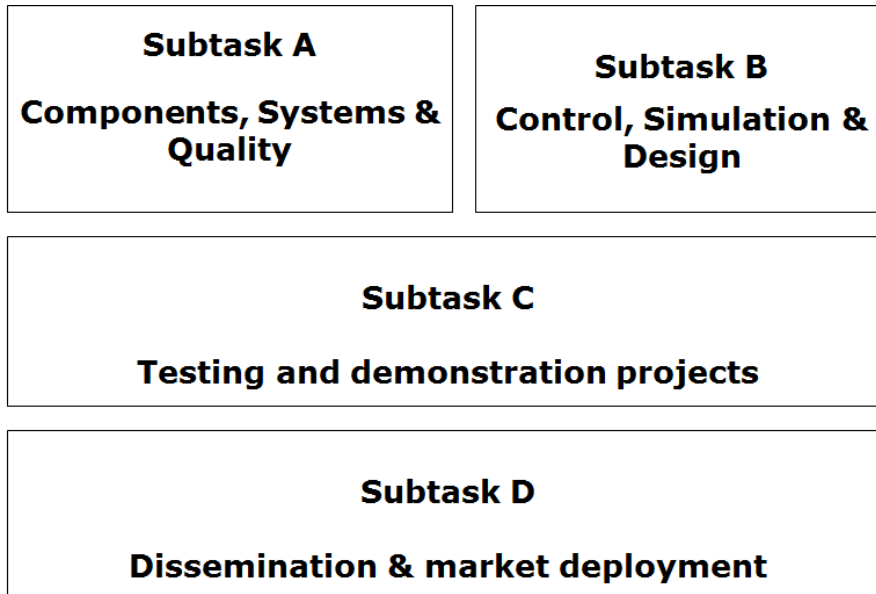 Subtask A
Components, Systems &
Quality
Subtask B
Control, Simulation &
Design
Subtask C
Testing and demonstration projects
Subtask D
Dissemination & market deployment